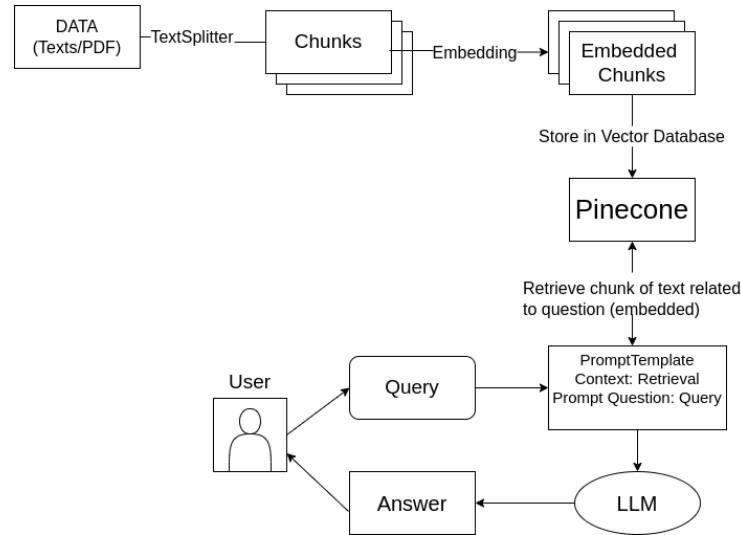 DATA
(Texts/PDF)
TextSplitter
Chunks
Embedding
Embedded
Chunks
Store in Vector Database
Pinecone
Retrieve chunk of text related
to question (embedded)
PromptTemplate
Context: Retrieval
Prompt Question: Query
User
Query
Answer
LLM